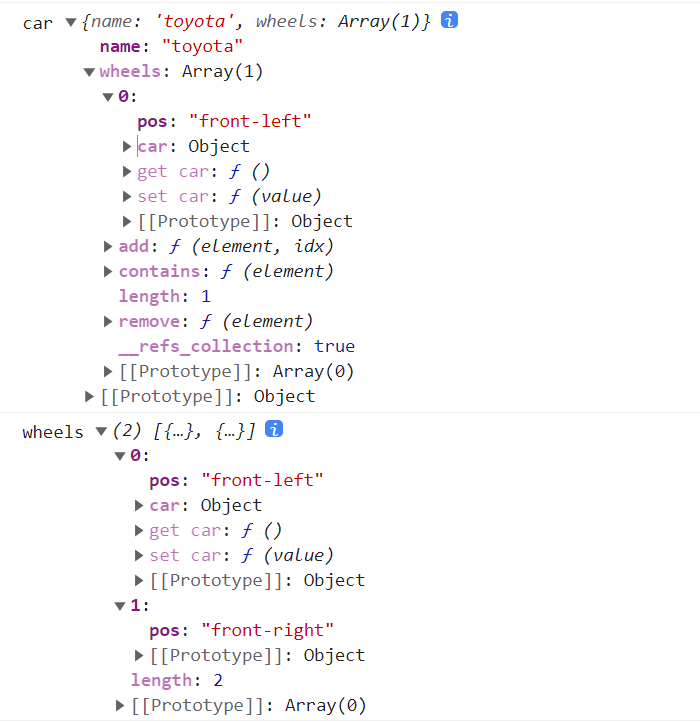 car {name: 'toyota', wheels: Array(1)} i
name: "toyota"
wheels: Array(1)
0:
pos: "front-left"
car: Object
get car: ƒ ()
set car: ƒ (value)
[[Prototype]]: Object
add: ƒ (element, idx)
contains: ƒ (element)
length: 1
remove: ƒ (element)
__refs_collection: true
[[Prototype]]: Array(0)
[[Prototype]]: Object
wheels (2) [{…}, {…}] i
0:
pos: "front-left"
car: Object
get car: ƒ ()
set car: ƒ (value)
[[Prototype]]: Object
1:
pos: "front-right"
[[Prototype]]: Object
length: 2
[[Prototype]]: Array(0)